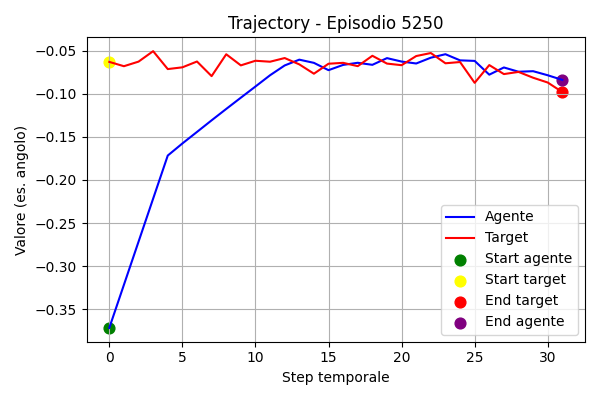 Trajectory - Episodio 5250
Valore (es. angolo)
−0.05
−0.10
−0.15
−0.20
−0.25
−0.30
−0.35
0
5
10
15
20
25
30
Step temporale
Agente
Target
Start agente
Start target
End target
End agente